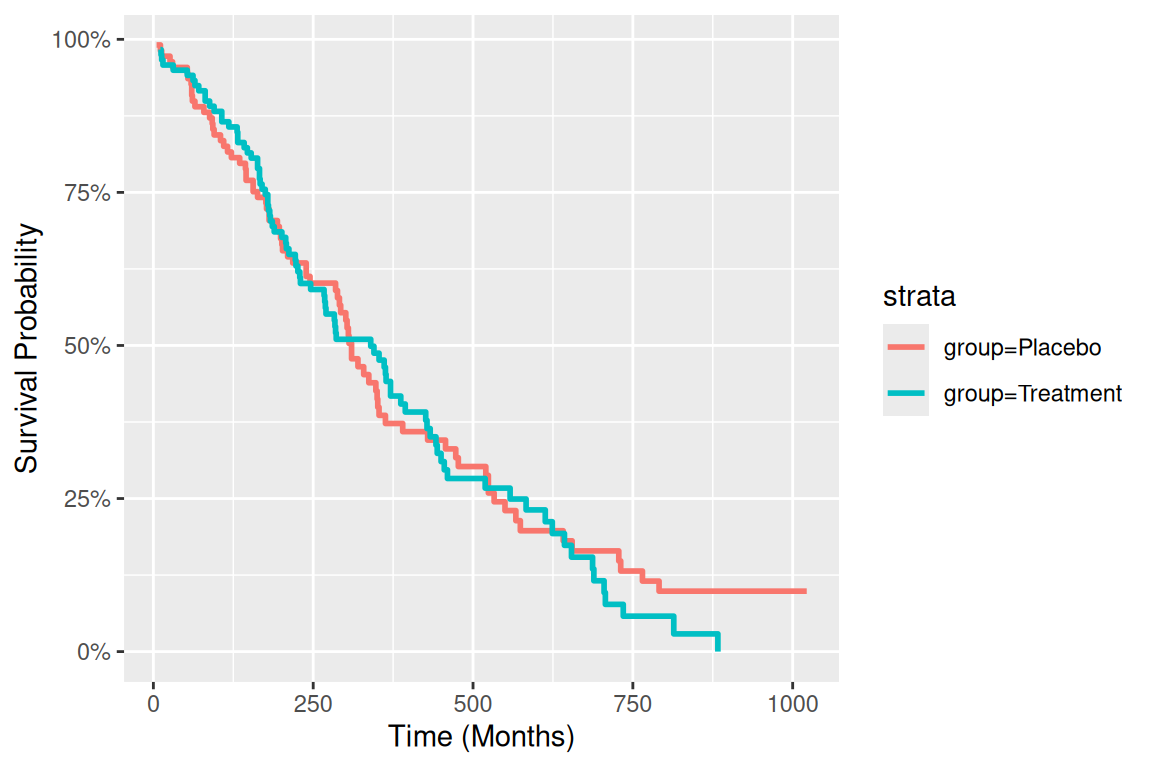 100%
75%
50%
25%
0%
Survival Probability
0 250 500 750 1000
Time (Months)
strata
group=Placebo
group=Treatment